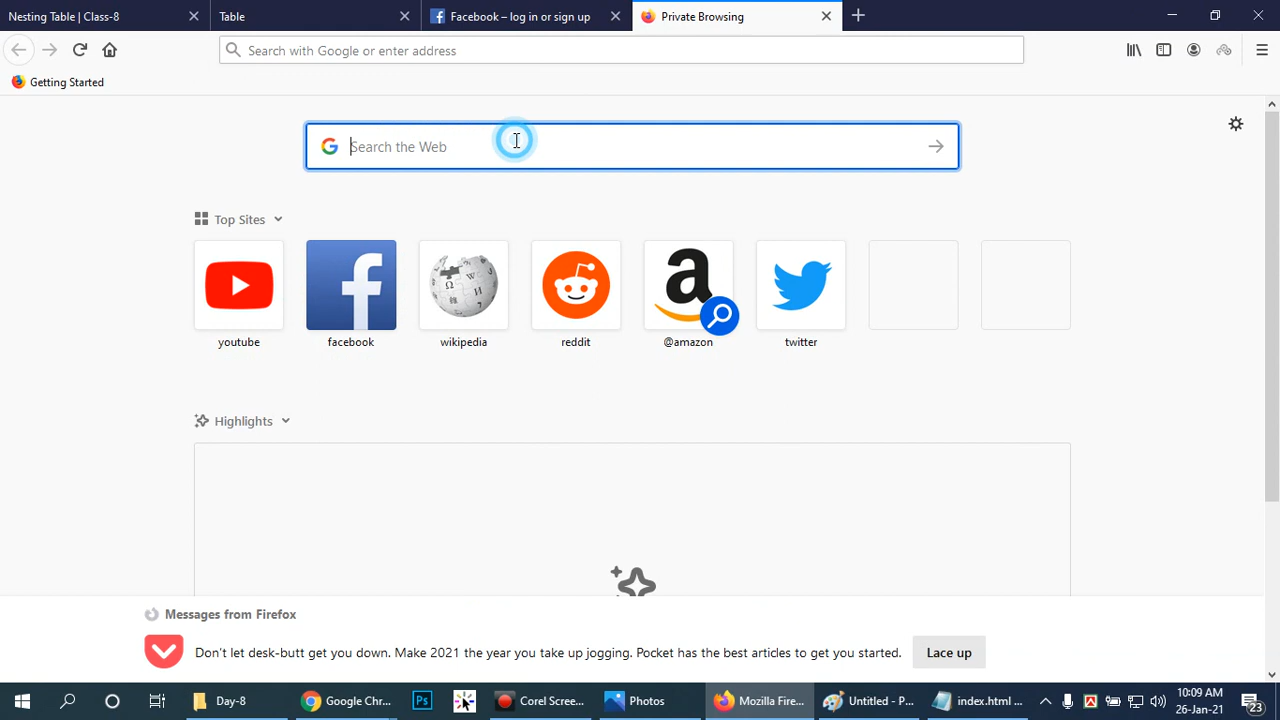 Nesting Table | Class-8
Table
Facebook – log in or sign up
Private Browsing
Search with Google or enter address
Getting Started
Search the Web
Top Sites
youtube
facebook
wikipedia
reddit
@amazon
twitter
Highlights
Messages from Firefox
Don't let desk-butt get you down. Make 2021 the year you take up jogging. Pocket has the best articles to get you started.
Lace up
Day-8
Google Chr...
Ps
Corel Scree...
Photos
Mozilla Fire...
Untitled - P...
index.html ...
10:09 AM
26-Jan-21
23